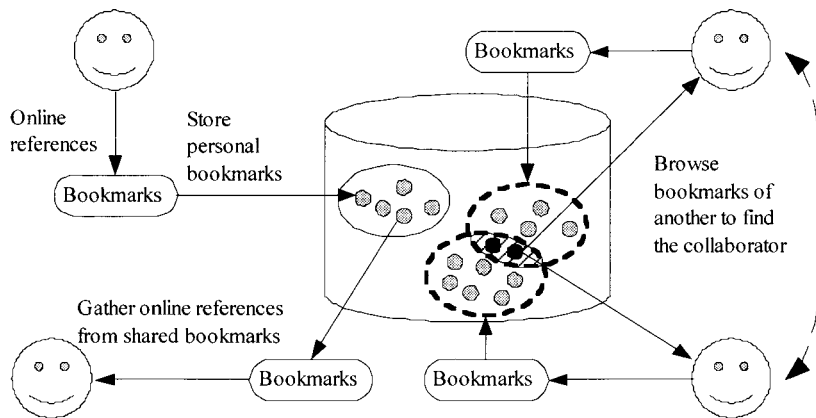 Bookmarks
Online
references
Store
personal
bookmarks
Bookmarks
Browse
bookmarks of
another to find
the collaborator
Gather online references
from shared bookmarks
Bookmarks
Bookmarks